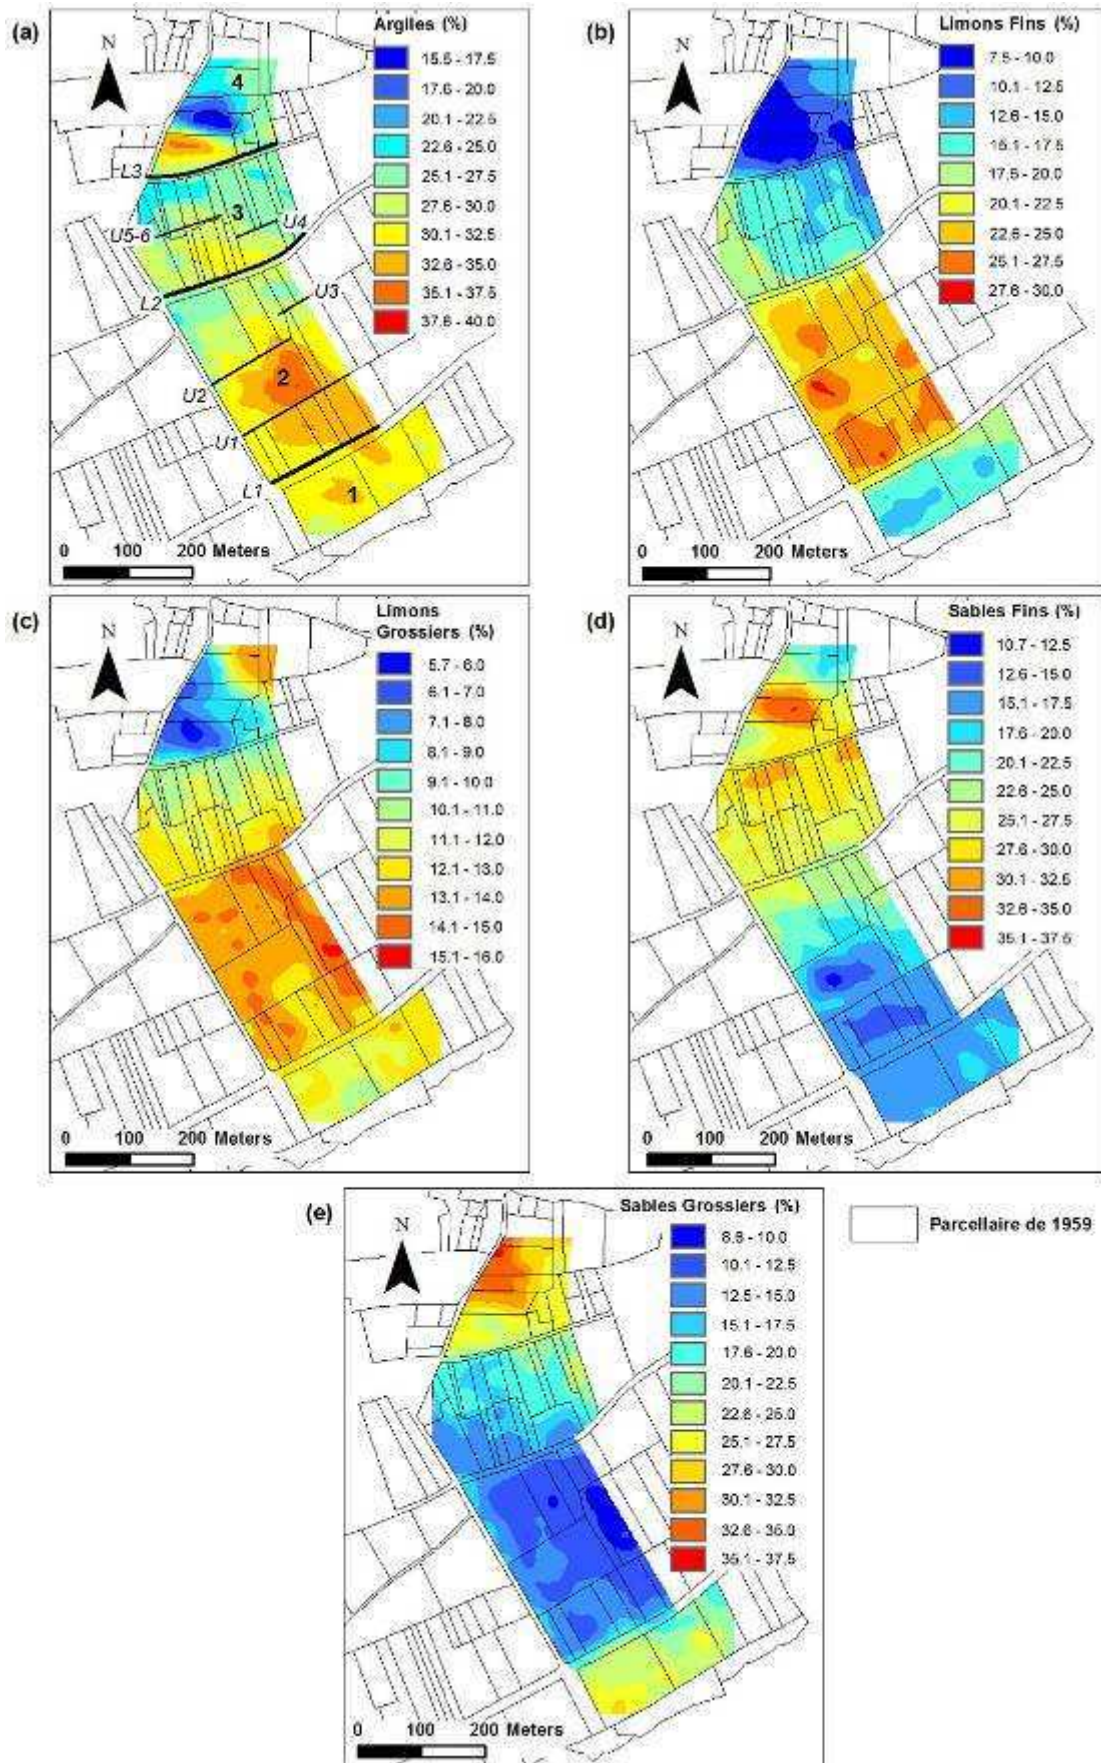 (a)
Argiles (%)
N
15.5 - 17.5
17.6 - 20.0
20.1 - 22.5
22.6 - 25.0
25.1 - 27.5
27.6 - 30.0
30.1 - 32.5
32.6 - 35.0
35.1 - 37.5
37.6 - 40.0
4
L3
3
U4
U5-6
L2
U3
2
U2
U1
L1
1
0 100 200 Meters
(b)
Limons Fins (%)
N
7.5 - 10.0
10.1 - 12.5
12.6 - 15.0
15.1 - 17.5
17.5 - 20.0
20.1 - 22.5
22.6 - 25.0
25.1 - 27.5
27.6 - 30.0
0 100 200 Meters
(c)
Limons
Grossiers (%)
N
5.7 - 6.0
6.1 - 7.0
7.1 - 8.0
8.1 - 9.0
9.1 - 10.0
10.1 - 11.0
11.1 - 12.0
12.1 - 13.0
13.1 - 14.0
14.1 - 15.0
15.1 - 16.0
0 100 200 Meters
(d)
Sables Fins (%)
N
10.7 - 12.5
12.6 - 15.0
15.1 - 17.5
17.6 - 20.0
20.1 - 22.5
22.6 - 25.0
25.1 - 27.5
27.6 - 30.0
30.1 - 32.5
32.6 - 35.0
35.1 - 37.5
0 100 200 Meters
(e)
Sables Grossiers (%)
N
10.1 - 12.5
12.5 - 15.0
15.1 - 17.5
17.6 - 20.0
20.1 - 22.5
22.6 - 25.0
25.1 - 27.5
27.6 - 30.0
30.1 - 32.5
32.6 - 35.0
35.1 - 37.5
0 100 200 Meters
Parcellaire de 1959